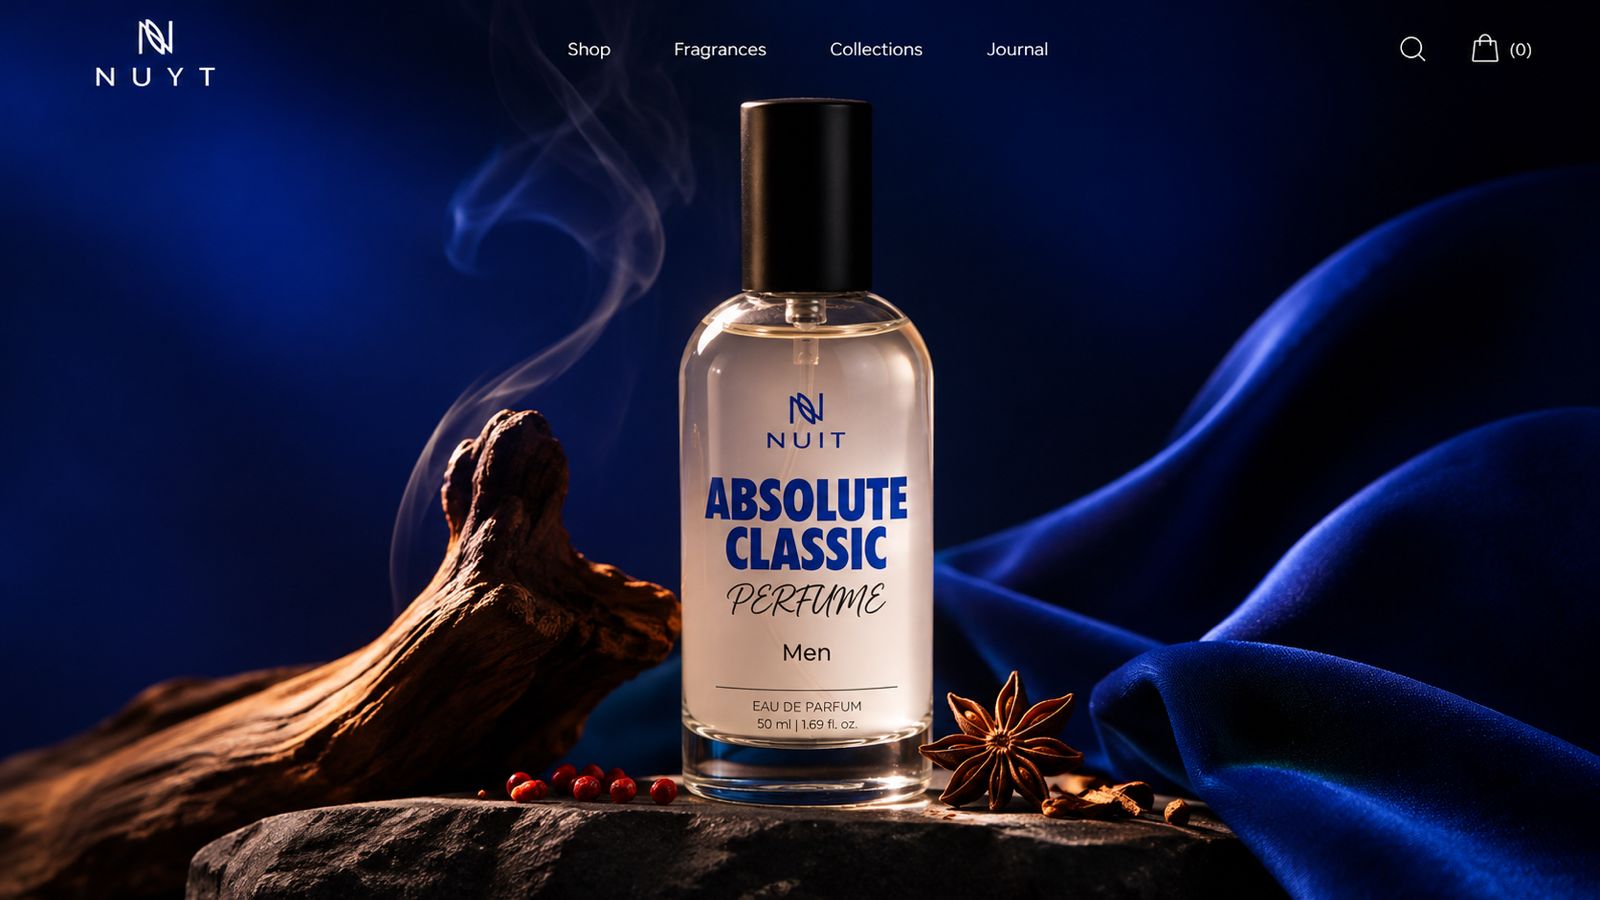 NUYT
Shop
Fragrances
Collections
Journal
(0)
NUIT
ABSOLUTE
CLASSIC
PERFUME
Men
EAU DE PARFUM
50 ml | 1.69 fl. oz.